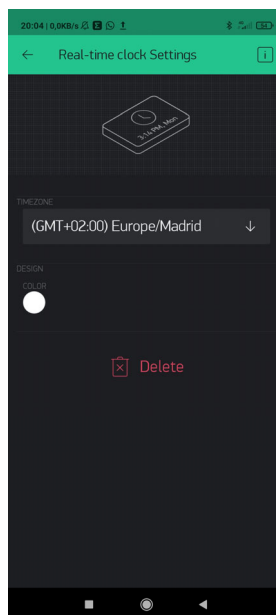 20:04 | 0,0KB/s
54
Real-time clock Settings
i
3:14 PM, Mon
TIMEZONE
(GMT+02:00) Europe/Madrid
DESIGN
COLOR
Delete